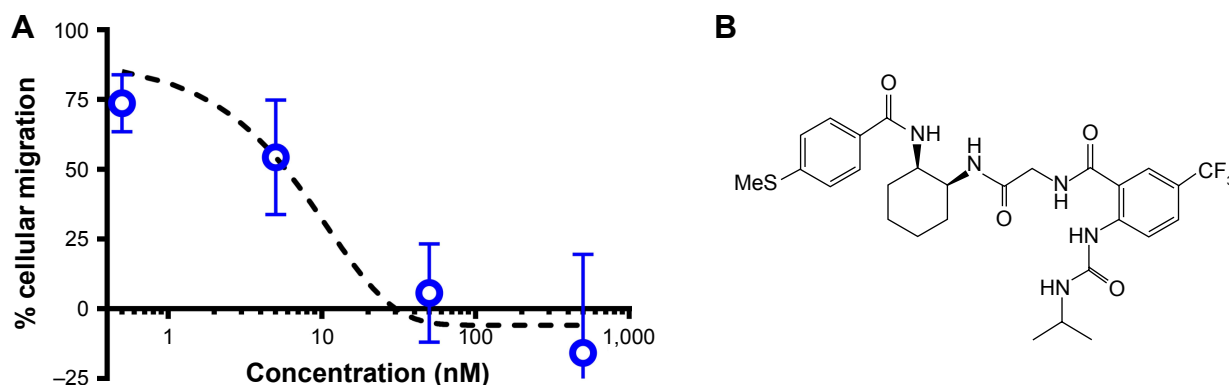 A
% cellular migration
100
75
50
25
0
–25
1
10
100
1,000
Concentration (nM)
B
O
NH
H
N
O
N
H
O
CF3
MeS
HN
O
HN